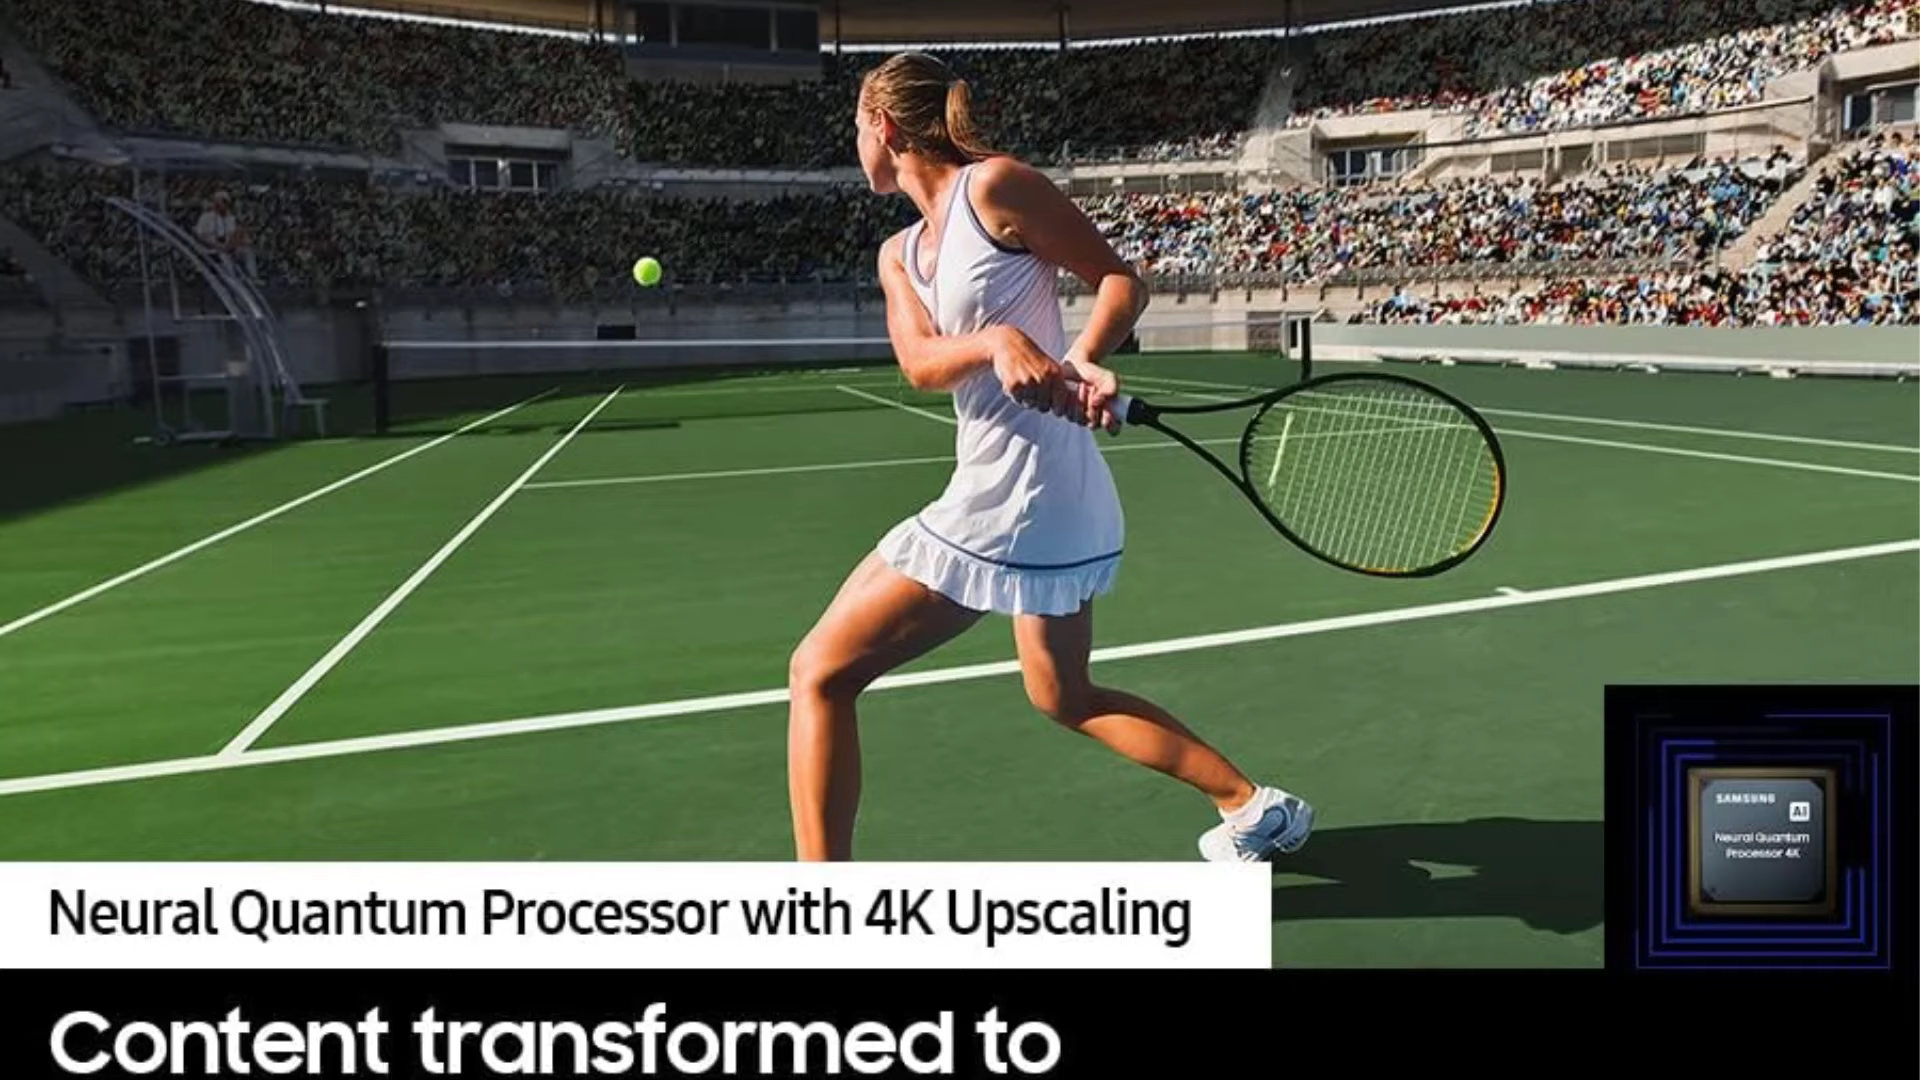 SAMSUNG
AI
Neural Quantum
Processor 4K
Neural Quantum Processor with 4K Upscaling
Content transformed to